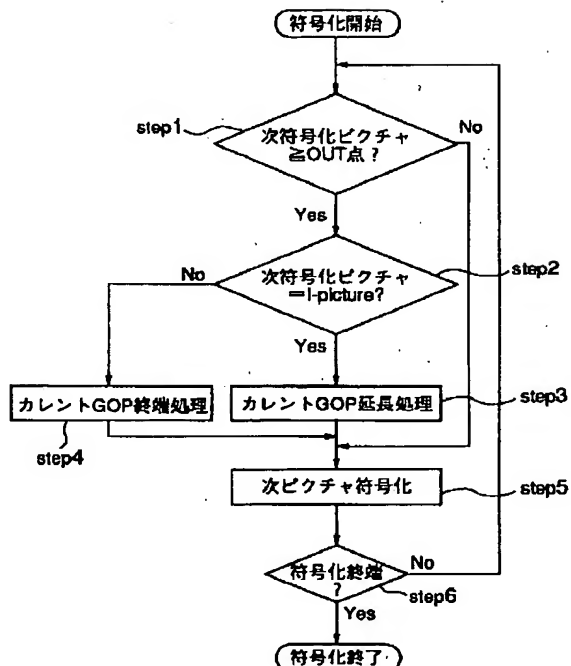 符号化開始
step1
次符号化ピクチャ
≧OUT点?
No
Yes
No
次符号化ピクチャ
=I-picture?
step2
Yes
カレントGOP終端処理
カレントGOP延長処理
step3
step4
次ピクチャ符号化
step5
符号化終端
?
No
step6
Yes
符号化終了